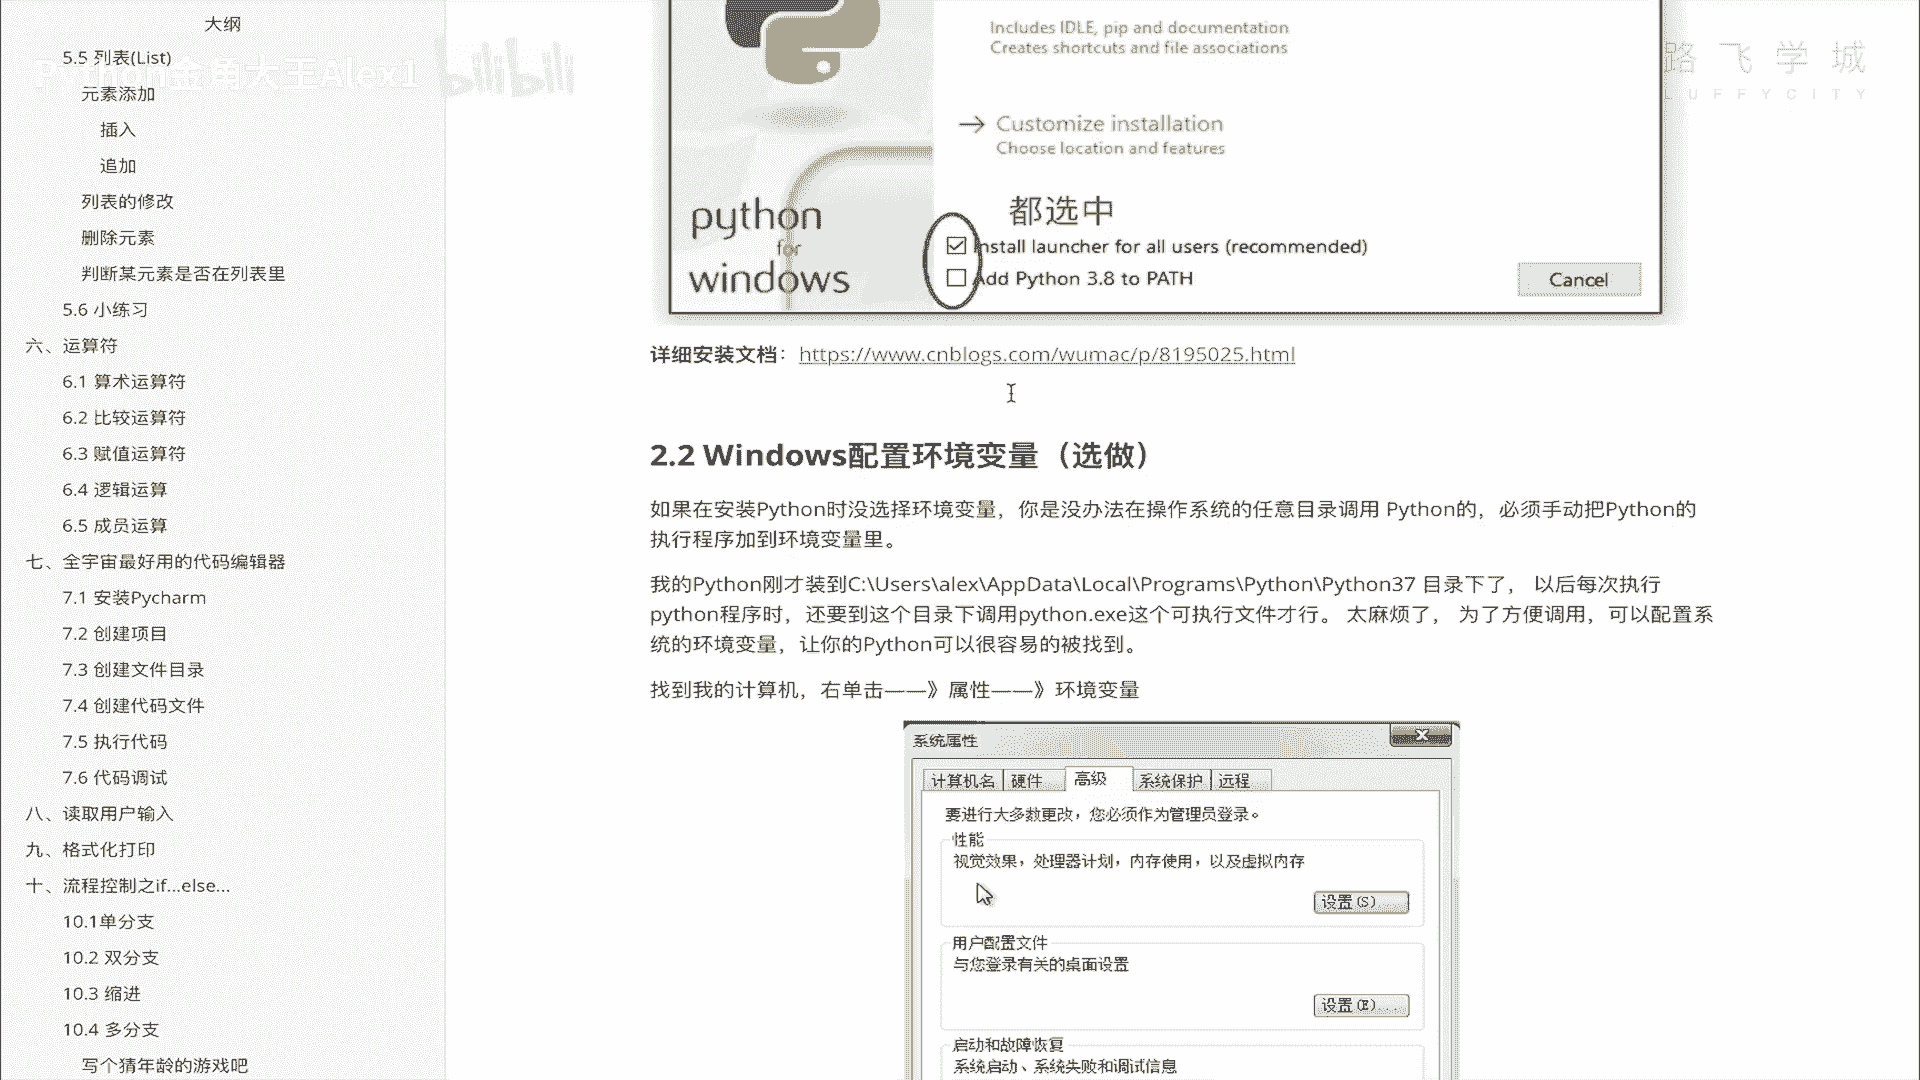 大纲
5.5 列表(List)
元素添加
插入
追加
列表的修改
删除元素
判断某元素是否在列表里
5.6 小练习
六、运算符
6.1 算术运算符
6.2 比较运算符
6.3 赋值运算符
6.4 逻辑运算
6.5 成员运算
七、全宇宙最好用的代码编辑器
7.1 安装Pycharm
7.2 创建项目
7.3 创建文件目录
7.4 创建代码文件
7.5 执行代码
7.6 代码调试
八、读取用户输入
九、格式化打印
十、流程控制之if...else...
10.1单分支
10.2 双分支
10.3 缩进
10.4 多分支
写个猜年龄的游戏吧
Python金角大王Alex1 bilibili
路飞学城
LUFFYCITY
Includes IDLE, pip and documentation
Creates shortcuts and file associations
→ Customize installation
Choose location and features
都选中
python
for
windows
Install launcher for all users (recommended)
Add Python 3.8 to PATH
Cancel
详细安装文档：https://www.cnblogs.com/wumac/p/8195025.html
2.2 Windows配置环境变量（选做）
如果在安装Python时没选择环境变量，你是没办法在操作系统的任意目录调用 Python的，必须手动把Python的
执行程序加到环境变量里。
我的Python刚才装到C:\Users\alex\AppData\Local\Programs\Python\Python37 目录下了， 以后每次执行
python程序时，还要到这个目录下调用python.exe这个可执行文件才行。 太麻烦了， 为了方便调用，可以配置系
统的环境变量，让你的Python可以很容易的被找到。
找到我的计算机，右单击——》属性——》环境变量
系统属性
计算机名 硬件 高级 系统保护 远程
要进行大多数更改，您必须作为管理员登录。
性能
视觉效果，处理器计划，内存使用，以及虚拟内存
设置(S)...
用户配置文件
与您登录有关的桌面设置
设置(E)...
启动和故障恢复
系统启动、系统失败和调试信息